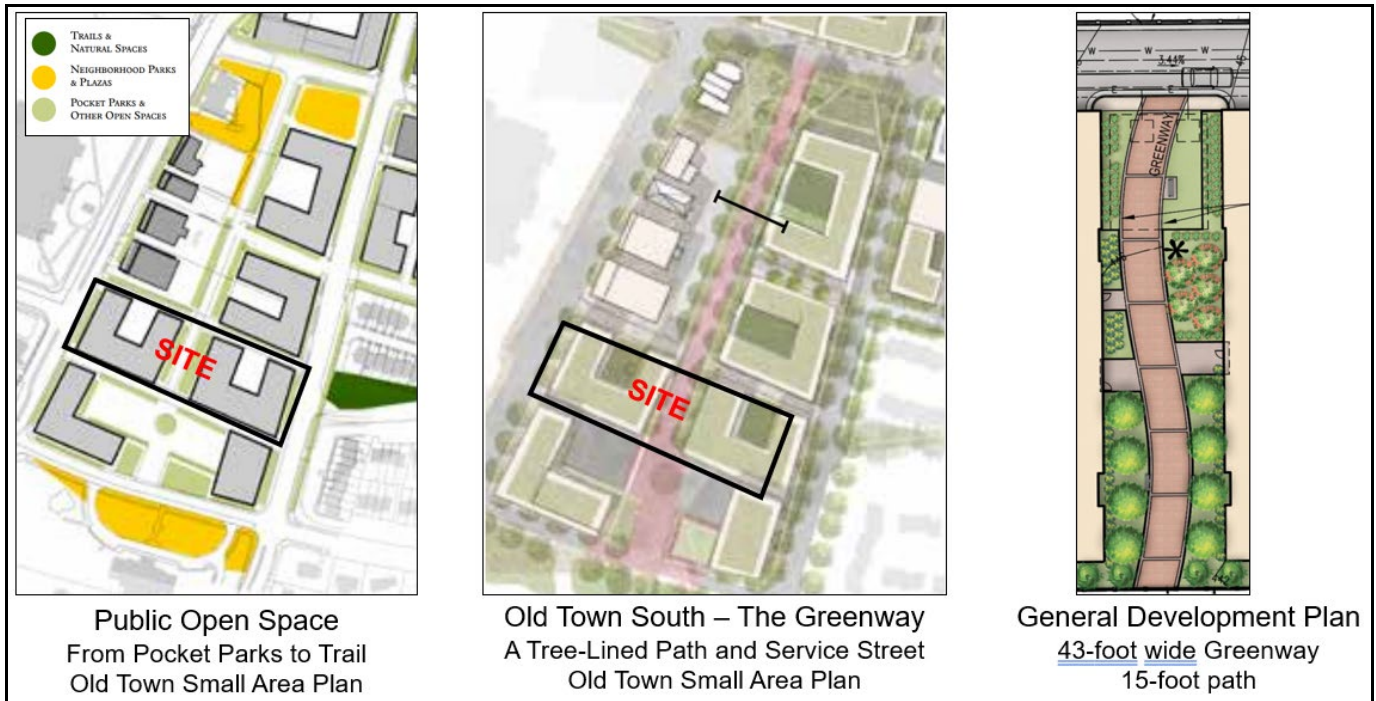 TRAILS &
NATURAL SPACES
NEIGHBORHOOD PARKS
& PLAZAS
POCKET PARKS &
OTHER OPEN SPACES
SITE
SITE
W W W
3.44%
E E
GREENWAY
Public Open Space
From Pocket Parks to Trail
Old Town Small Area Plan
Old Town South – The Greenway
A Tree-Lined Path and Service Street
Old Town Small Area Plan
General Development Plan
43-foot wide Greenway
15-foot path